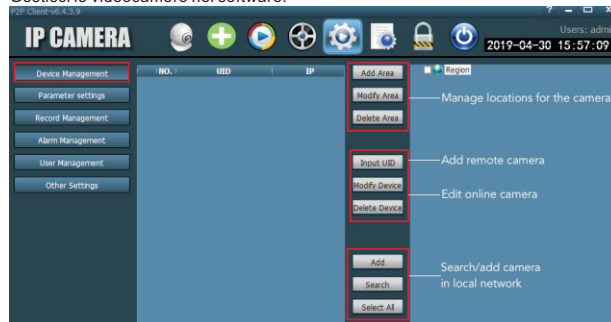 P2P Client-v6.4.3.9
IP CAMERA
Users: admi
2019-04-30 15:57:09
Device Management
Parameter settings
Record Management
Alarm Management
User Management
Other Settings
NO. UID IP
Add Area
Modify Area
Delete Area
Region
Manage locations for the camera
Input UID
Modify Device
Delete Device
Add remote camera
Edit online camera
Add
Search
Select All
Search/add camera
in local network